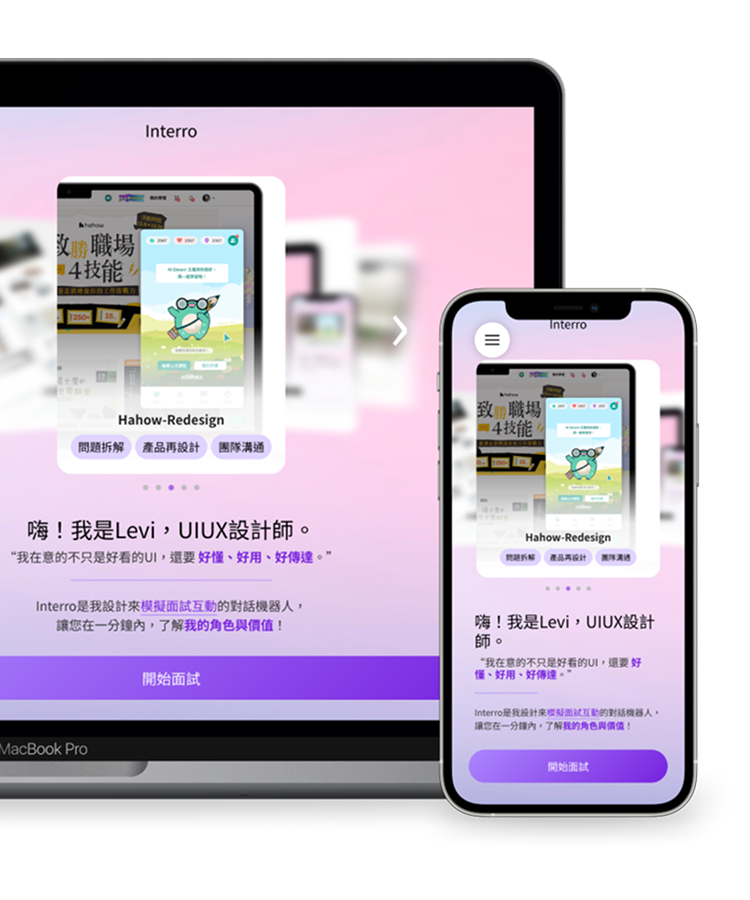 Interro
hahow
致勝職場
4技能
250+
15
2567
2567
2567
Hahow-Redesign
問題拆解
產品再設計
團隊溝通
嗨！我是Levi，UIUX設計師。
“我在意的不只是好看的UI，還要 好懂、好用、好傳達。”
Interro是我設計來模擬面試互動的對話機器人，
讓您在一分鐘內，了解我的角色與價值！
開始面試
MacBook Pro
Interro
hahow
致勝職場
4技能
Hahow-Redesign
問題拆解
產品再設計
團隊溝通
嗨！我是Levi，UIUX設計
師。
“我在意的不只是好看的UI，還要 好
懂、好用、好傳達。”
Interro是我設計來模擬面試互動的對話機器人，
讓您在一分鐘內，了解我的角色與價值！
開始面試